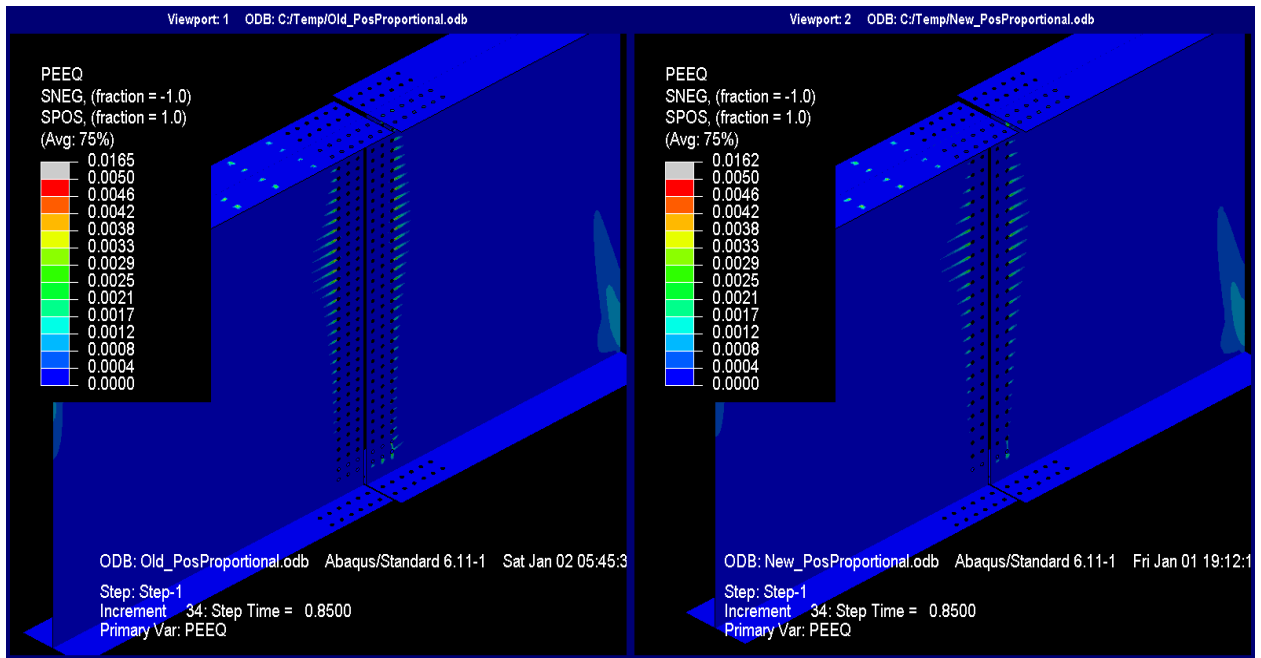 Viewport: 1 ODB: C:/Temp/Old_PosProportional.odb
PEEQ
SNEG, (fraction = -1.0)
SPOS, (fraction = 1.0)
(Avg: 75%)
0.0165
0.0050
0.0046
0.0042
0.0038
0.0033
0.0029
0.0025
0.0021
0.0017
0.0012
0.0008
0.0004
0.0000
ODB: Old_PosProportional.odb Abaqus/Standard 6.11-1 Sat Jan 02 05:45:3
Step: Step-1
Increment 34: Step Time = 0.8500
Primary Var: PEEQ
Viewport: 2 ODB: C:/Temp/New_PosProportional.odb
PEEQ
SNEG, (fraction = -1.0)
SPOS, (fraction = 1.0)
(Avg: 75%)
0.0162
0.0050
0.0046
0.0042
0.0038
0.0033
0.0029
0.0025
0.0021
0.0017
0.0012
0.0008
0.0004
0.0000
ODB: New_PosProportional.odb Abaqus/Standard 6.11-1 Fri Jan 01 19:12:1
Step: Step-1
Increment 34: Step Time = 0.8500
Primary Var: PEEQ